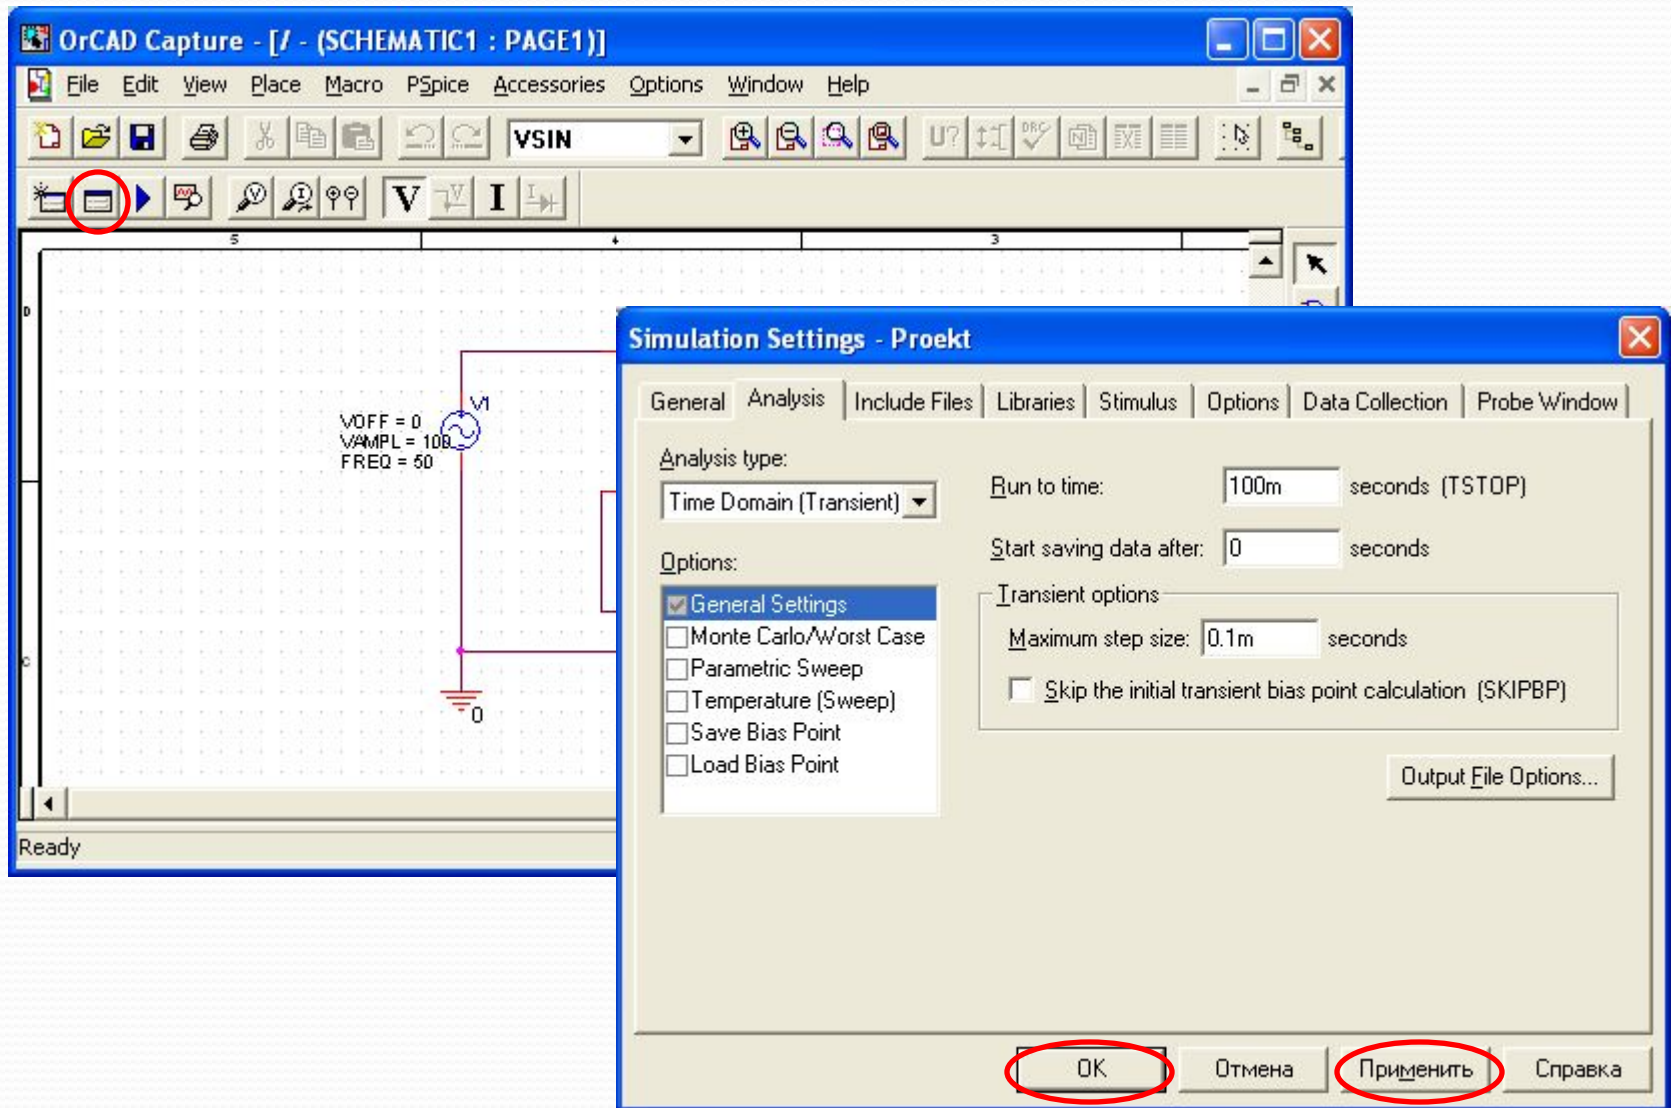 OrCAD Capture - [/ - (SCHEMATIC1 : PAGE1)]
File Edit View Place Macro PSpice Accessories Options Window Help
VSIN
U? DRC
V V I I
5 4 3
D
V1
VOFF = 0
VAMPL = 100
FREQ = 50
C
0
Ready
Simulation Settings - Proekt
General Analysis Include Files Libraries Stimulus Options Data Collection Probe Window
Analysis type:
Time Domain (Transient)
Run to time: 100m seconds (TSTOP)
Start saving data after: 0 seconds
Options:
General Settings
Monte Carlo/Worst Case
Parametric Sweep
Temperature (Sweep)
Save Bias Point
Load Bias Point
Transient options
Maximum step size: 0.1m seconds
Skip the initial transient bias point calculation (SKIPBP)
Output File Options...
OK Отмена Применить Справка